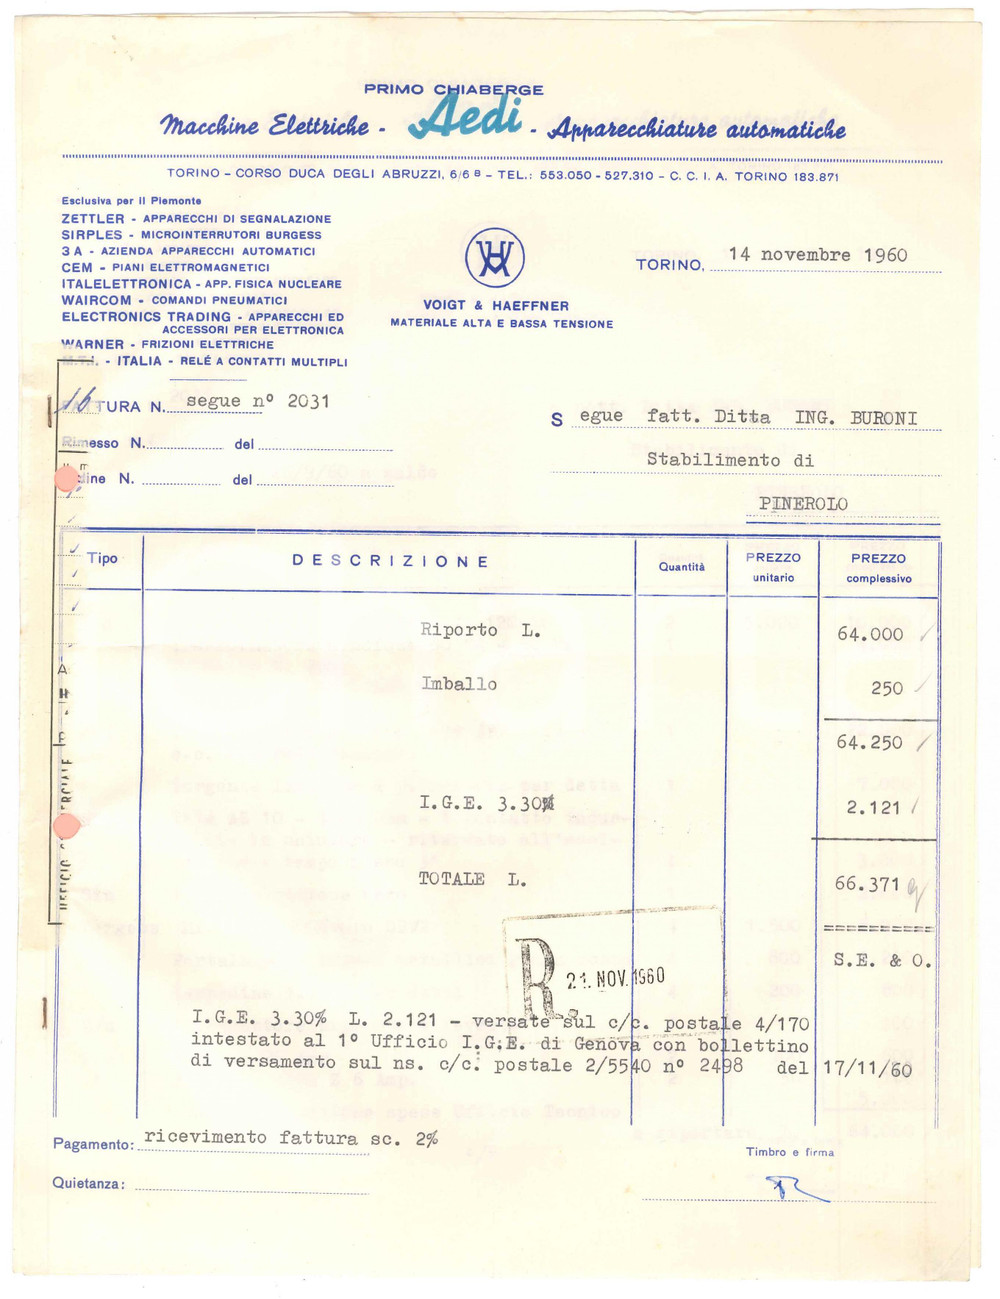 PRIMO CHIABERGE
Macchine Elettriche - Aedi - Apparecchiature automatiche
TORINO - CORSO DUCA DEGLI ABRUZZI, 6/6 B - TEL.: 553.050 - 527.310 - C. C. I. A. TORINO 183.871
Esclusiva per il Piemonte
ZETTLER - APPARECCHI DI SEGNALAZIONE
SIRPLES - MICROINTERRUTORI BURGESS
3 A - AZIENDA APPARECCHI AUTOMATICI
CEM - PIANI ELETTROMAGNETICI
ITALELETTRONICA - APP. FISICA NUCLEARE
WAIRCOM - COMANDI PNEUMATICI
ELECTRONICS TRADING - APPARECCHI ED
ACCESSORI PER ELETTRONICA
WARNER - FRIZIONI ELETTRICHE
M.T.I. - ITALIA - RELÉ A CONTATTI MULTIPLI
VOIGT & HAEFFNER
MATERIALE ALTA E BASSA TENSIONE
TORINO, 14 novembre 1960
16
FATTURA N. segue n° 2031
Rimesso N. del
Ordine N. del
S egue fatt. Ditta ING. BURONI
Stabilimento di
PINEROLO
Tipo DESCRIZIONE Quantità PREZZO unitario PREZZO complessivo
Riporto L. 64.000
Imballo 250
64.250
I.G.E. 3.30% 2.121
TOTALE L. 66.371
S.E. & O.
R. 21. NOV. 1960
I.G.E. 3.30% L. 2.121 - versate sul c/c. postale 4/170
intestato al 1° Ufficio I.G.E. di Genova con bollettino
di versamento sul ns. c/c. postale 2/5540 n° 2498 del 17/11/60
Pagamento: ricevimento fattura sc. 2%
Timbro e firma
Quietanza: